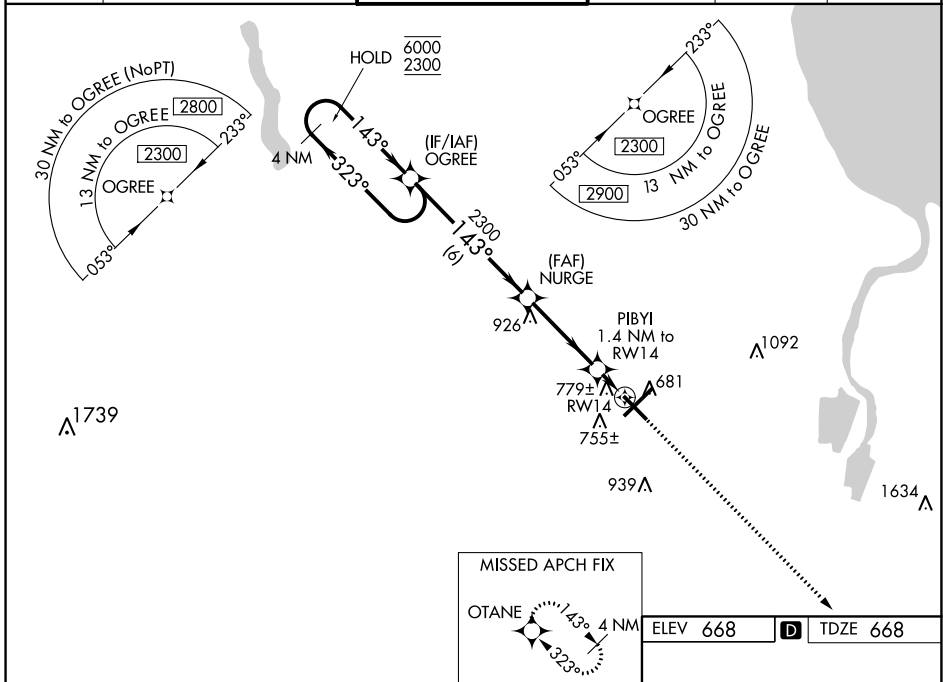 30 NM to OGREE (NoPT)
2800
13 NM to OGREE
2300
233°
OGREE
053°
HOLD
6000
2300
143°
4 NM
323°
(IF/IAF)
OGREE
2300
143°
(6)
(FAF)
NURGE
926
PIBYI
1.4 NM to
RW14
779±
RW14
681
755±
939
1739
233°
OGREE
2300
053°
13 NM to OGREE
2900
30 NM to OGREE
1092
1634
MISSED APCH FIX
OTANE
143°
4 NM
323°
ELEV 668 D TDZE 668